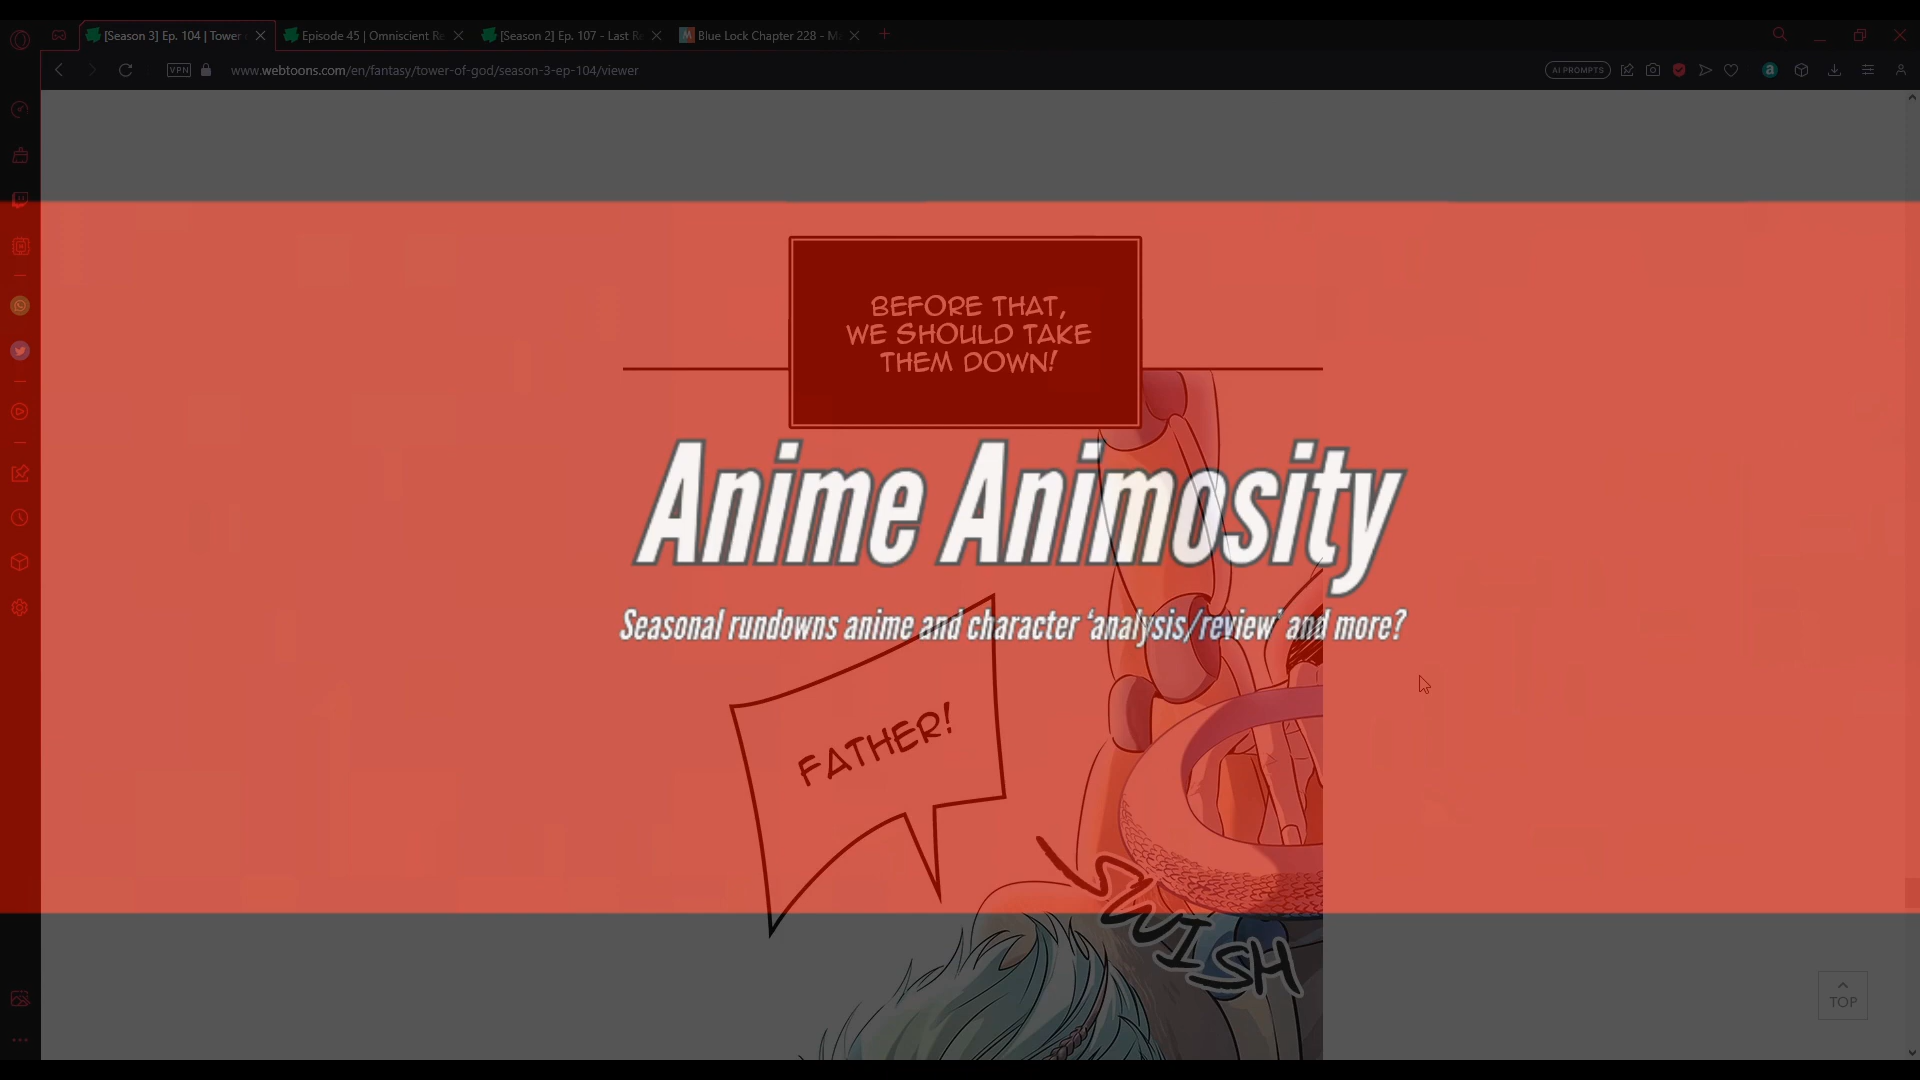 [Season 3] Ep. 104 | Tower
Episode 45 | Omniscient Re
[Season 2] Ep. 107 - Last R
Blue Lock Chapter 228 - M
VPN
www.webtoons.com/en/fantasy/tower-of-god/season-3-ep-104/viewer
AI PROMPTS
BEFORE THAT,
WE SHOULD TAKE
THEM DOWN!
Anime Animosity
Seasonal rundowns anime and character ‘analysis/review’ and more?
FATHER!
SWISH
TOP